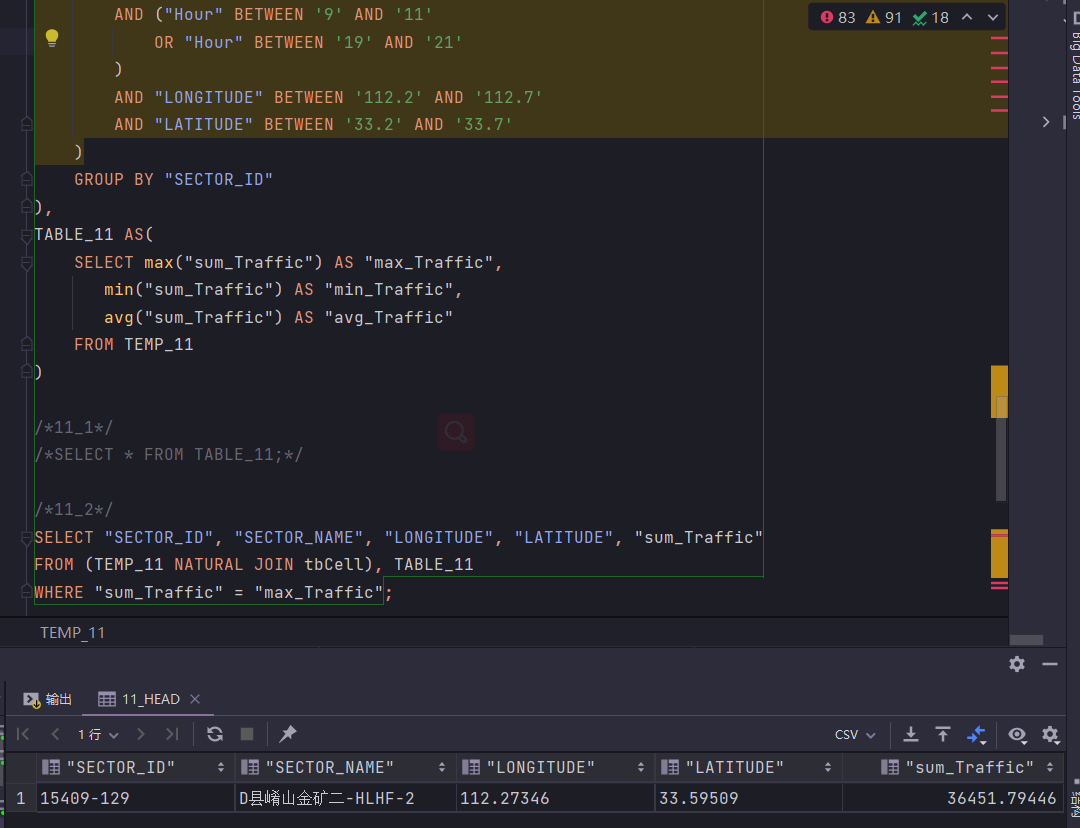 AND ("Hour" BETWEEN '9' AND '11'
83 91 18
OR "Hour" BETWEEN '19' AND '21'
)
AND "LONGITUDE" BETWEEN '112.2' AND '112.7'
AND "LATITUDE" BETWEEN '33.2' AND '33.7'
)
GROUP BY "SECTOR_ID"
),
TABLE_11 AS(
SELECT max("sum_Traffic") AS "max_Traffic",
min("sum_Traffic") AS "min_Traffic",
avg("sum_Traffic") AS "avg_Traffic"
FROM TEMP_11
)
/*11_1*/
/*SELECT * FROM TABLE_11;*/
/*11_2*/
SELECT "SECTOR_ID", "SECTOR_NAME", "LONGITUDE", "LATITUDE", "sum_Traffic"
FROM (TEMP_11 NATURAL JOIN tbCell), TABLE_11
WHERE "sum_Traffic" = "max_Traffic";
TEMP_11
Big Data Tools
输出 11_HEAD
1 行 CSV
"SECTOR_ID" "SECTOR_NAME" "LONGITUDE" "LATITUDE" "sum_Traffic"
1 15409-129 D县崤山金矿二-HLHF-2 112.27346 33.59509 36451.79446